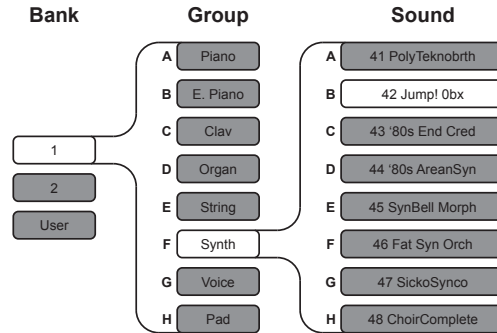 Bank
Group
Sound
1
2
User
A Piano
B E. Piano
C Clav
D Organ
E String
F Synth
G Voice
H Pad
A 41 PolyTeknobrth
B 42 Jump! 0bx
C 43 ‘80s End Cred
D 44 ‘80s AreanSyn
E 45 SynBell Morph
F 46 Fat Syn Orch
G 47 SickoSynco
H 48 ChoirComplete